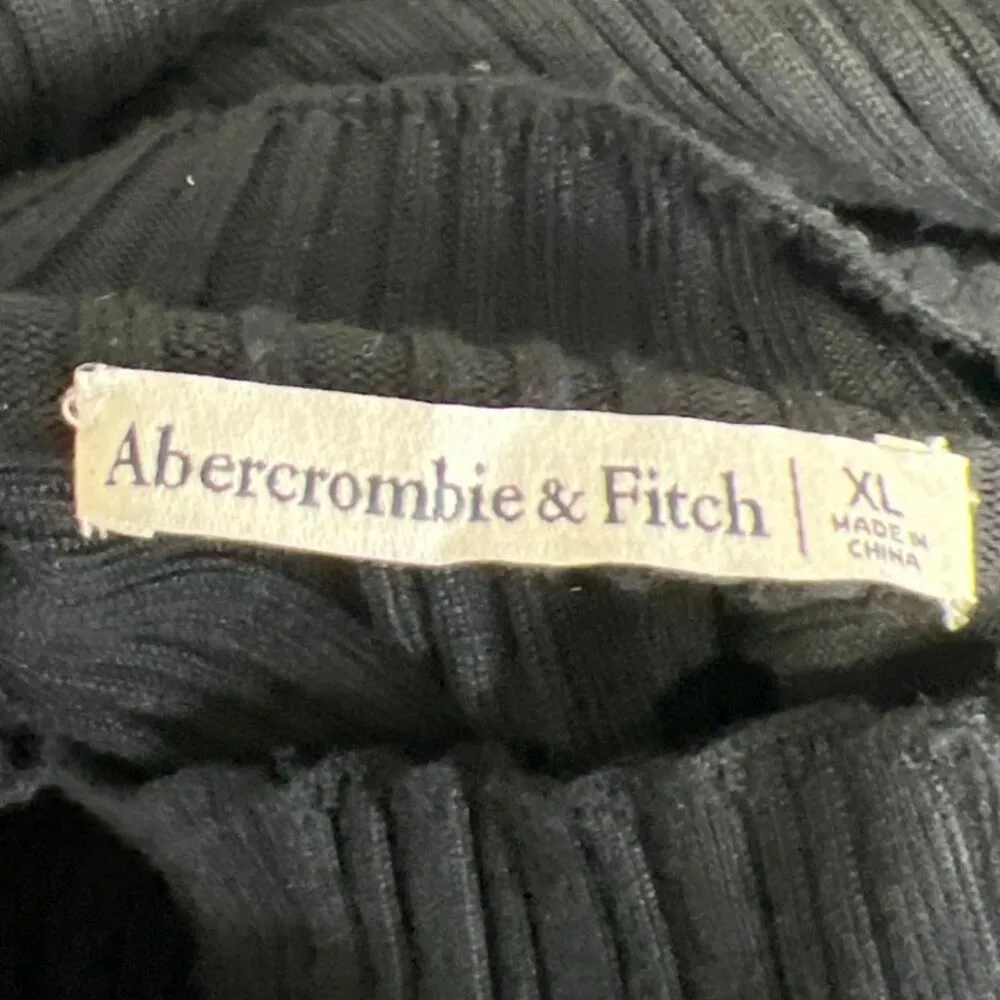 Abercrombie & Fitch | XL
MADE IN
CHINA